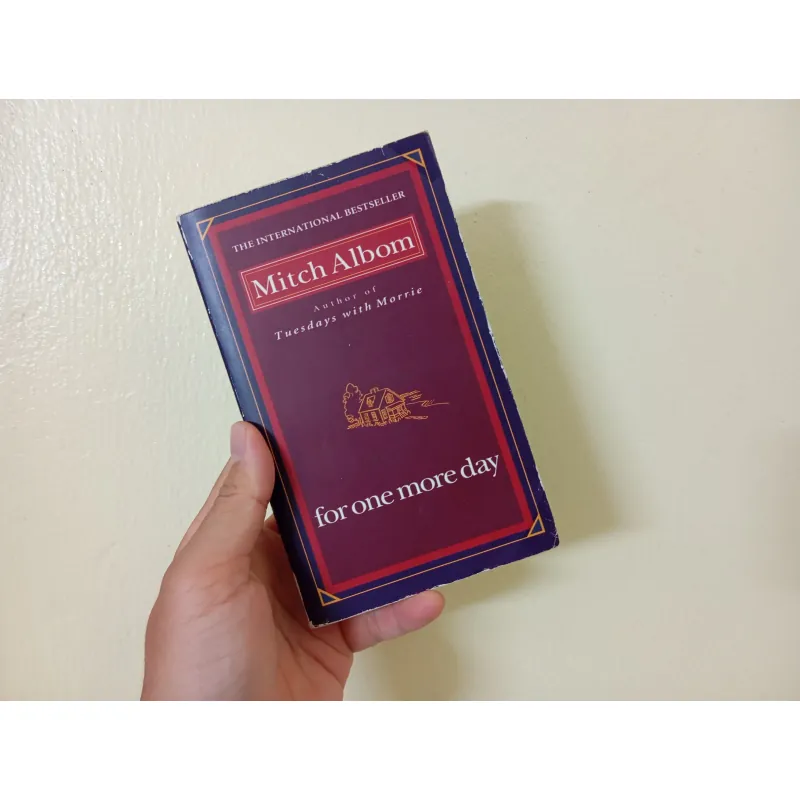 THE INTERNATIONAL BESTSELLER
Mitch Albom
Author of
Tuesdays with Morrie
for one more day